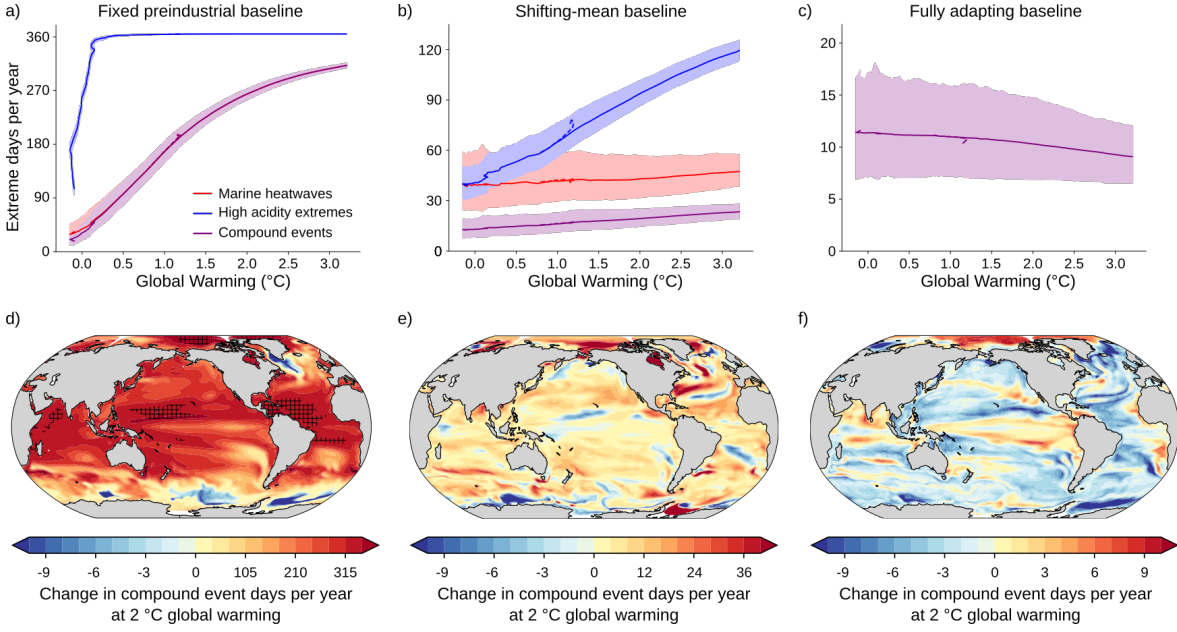 a)
Fixed preindustrial baseline
Extreme days per year
360
270
180
90
0
Marine heatwaves
High acidity extremes
Compound events
0.0 0.5 1.0 1.5 2.0 2.5 3.0
Global Warming (°C)
b)
Shifting-mean baseline
120
90
60
30
0
0
0.0 0.5 1.0 1.5 2.0 2.5 3.0
Global Warming (°C)
c)
Fully adapting baseline
20
15
10
5
0
0.0 0.5 1.0 1.5 2.0 2.5 3.0
Global Warming (°C)
d)
-9 -6 -3 0 105 210 315
Change in compound event days per year
at 2 °C global warming
e)
-9 -6 -3 0 12 24 36
Change in compound event days per year
at 2 °C global warming
f)
-9 -6 -3 0 3 6 9
Change in compound event days per year
at 2 °C global warming